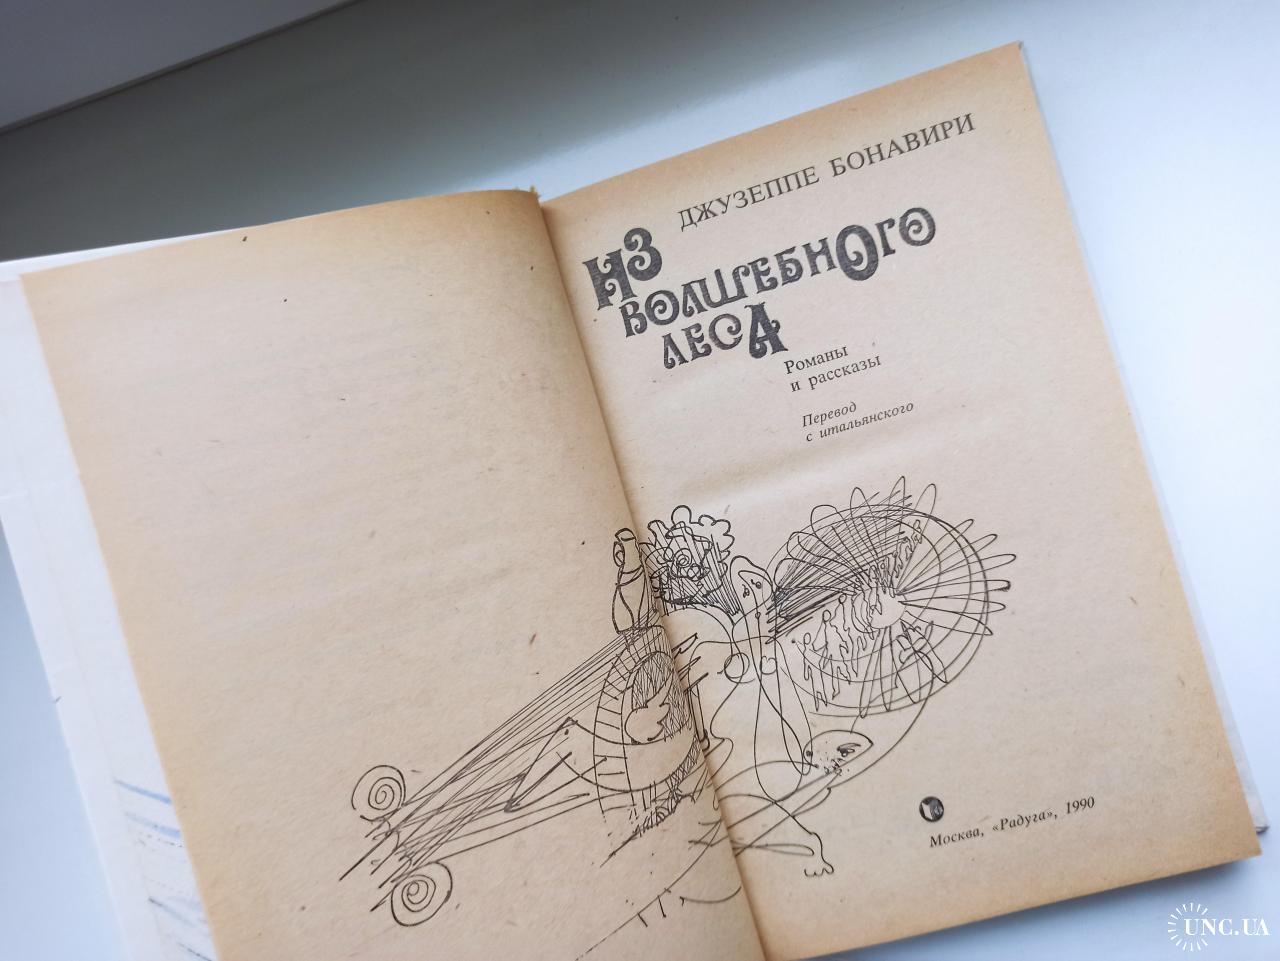 ДЖУЗЕППЕ БОНАВИРИ
ИЗ
ВОЛШЕБНОГО
ЛЕСА
Романы
и рассказы
Перевод
с итальянского
Москва, «Радуга», 1990
UNC.UA